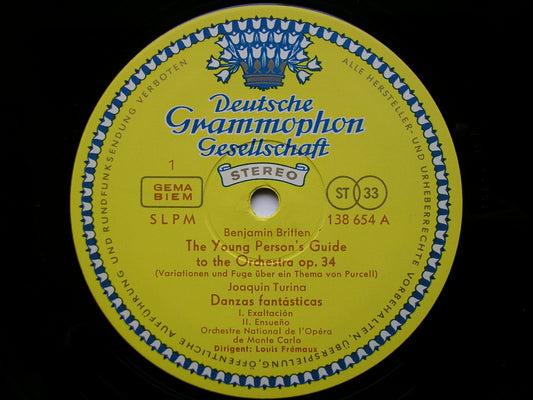 ALLE HERSTELLER- UND URHEBERRECHTE VORBEHALTEN, ÜBERSPIELUNG, ÖFFENTLICHE AUFFÜHRUNG UND RUNDFUNKSENDUNG VERBOTEN
Deutsche
Grammophon
Gesellschaft
STEREO
1
GEMA
BIEM
ST 33
SLPM
138 654 A
Benjamin Britten
The Young Person's Guide
to the Orchestra op. 34
(Variationen und Fuge über ein Thema von Purcell)
Joaquin Turina
Danzas fantásticas
I. Exaltación
II. Ensueño
Orchestre National de l'Opéra
de Monte Carlo
Dirigent: Louis Frémaux